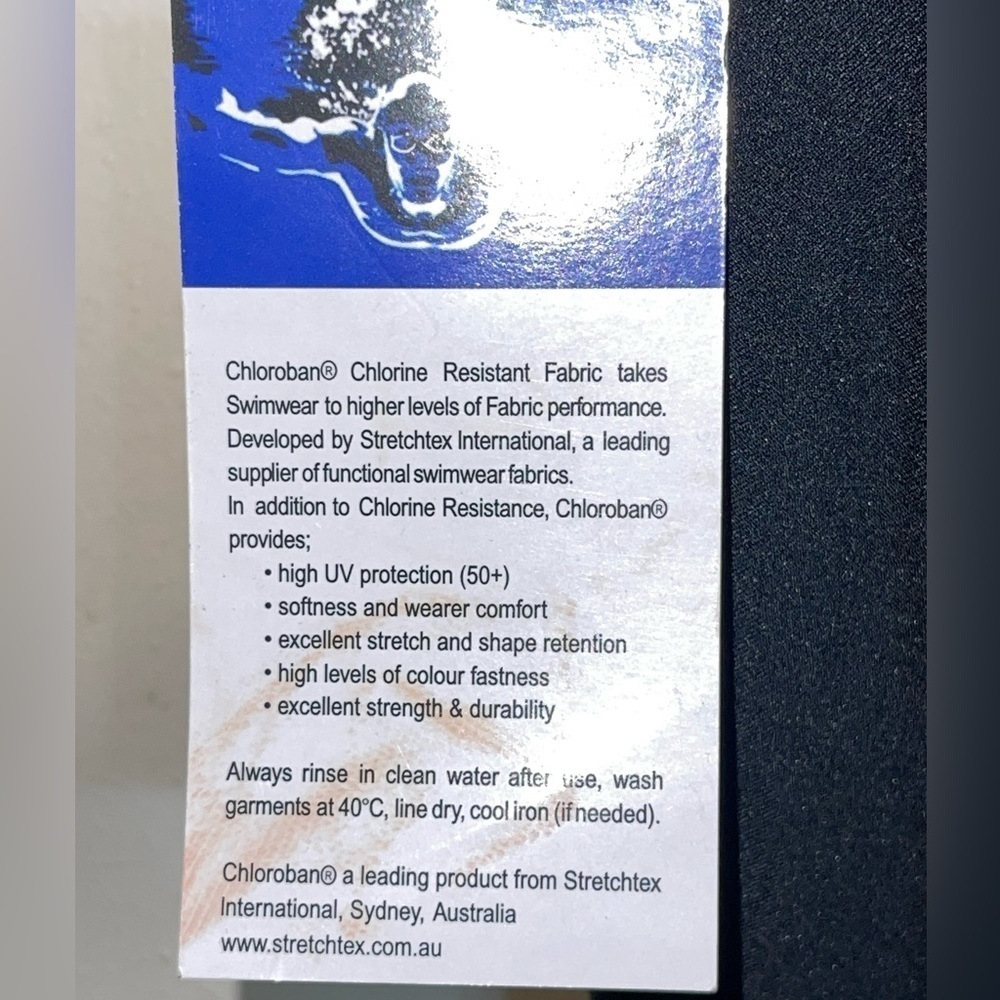 Chloroban® Chlorine Resistant Fabric takes
Swimwear to higher levels of Fabric performance.
Developed by Stretchtex International, a leading
supplier of functional swimwear fabrics.
In addition to Chlorine Resistance, Chloroban®
provides;
• high UV protection (50+)
• softness and wearer comfort
• excellent stretch and shape retention
• high levels of colour fastness
• excellent strength & durability
Always rinse in clean water after use, wash
garments at 40°C, line dry, cool iron (if needed).
Chloroban® a leading product from Stretchtex
International, Sydney, Australia
www.stretchtex.com.au